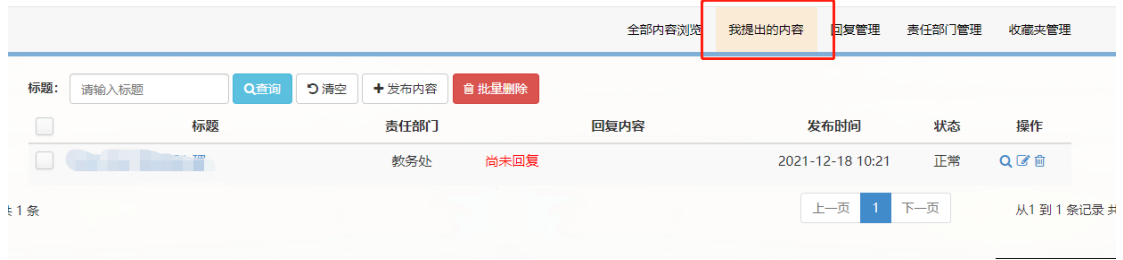 全部内容浏览 我提出的内容 回复管理 责任部门管理 收藏夹管理
标题: 请输入标题 查询 清空 发布内容 批量删除
标题 责任部门 回复内容 发布时间 状态 操作
教务处 尚未回复 2021-12-18 10:21 正常
1 条 上一页 1 下一页 从1 到 1 条记录 共